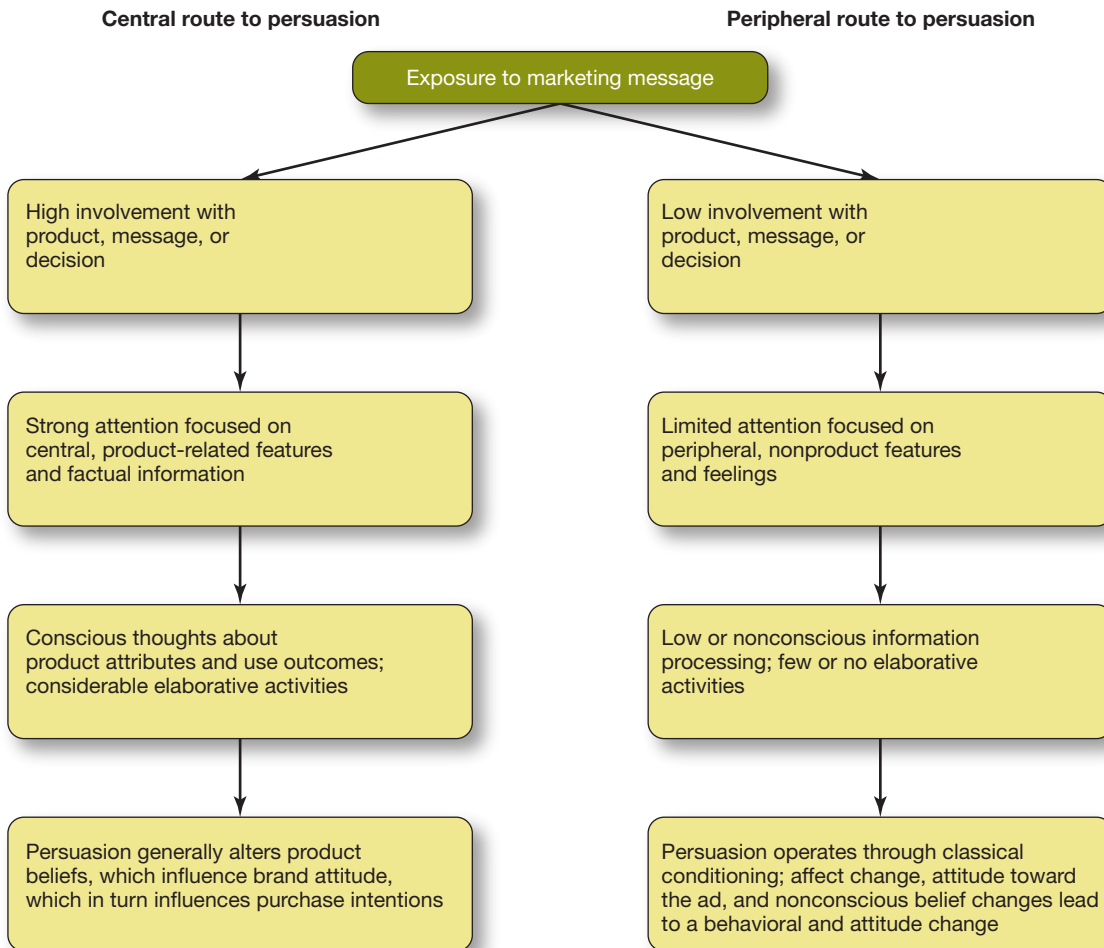 Central route to persuasion
Peripheral route to persuasion
Exposure to marketing message
High involvement with
product, message, or
decision
Low involvement with
product, message, or
decision
Strong attention focused on
central, product-related features
and factual information
Limited attention focused on
peripheral, nonproduct features
and feelings
Conscious thoughts about
product attributes and use outcomes;
considerable elaborative activities
Low or nonconscious information
processing; few or no elaborative
activities
Persuasion generally alters product
beliefs, which influence brand attitude,
which in turn influences purchase intentions
Persuasion operates through classical
conditioning; affect change, attitude toward
the ad, and nonconscious belief changes lead
to a behavioral and attitude change